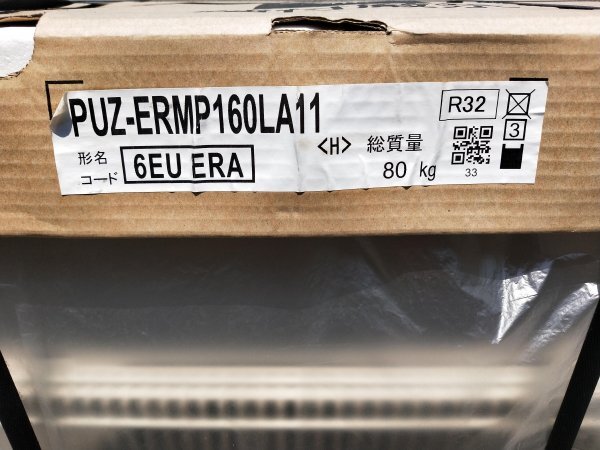 PUZ-ERMP160LA11
形名
コード
6EU ERA
<H>
総質量
80 kg
R32
3
33